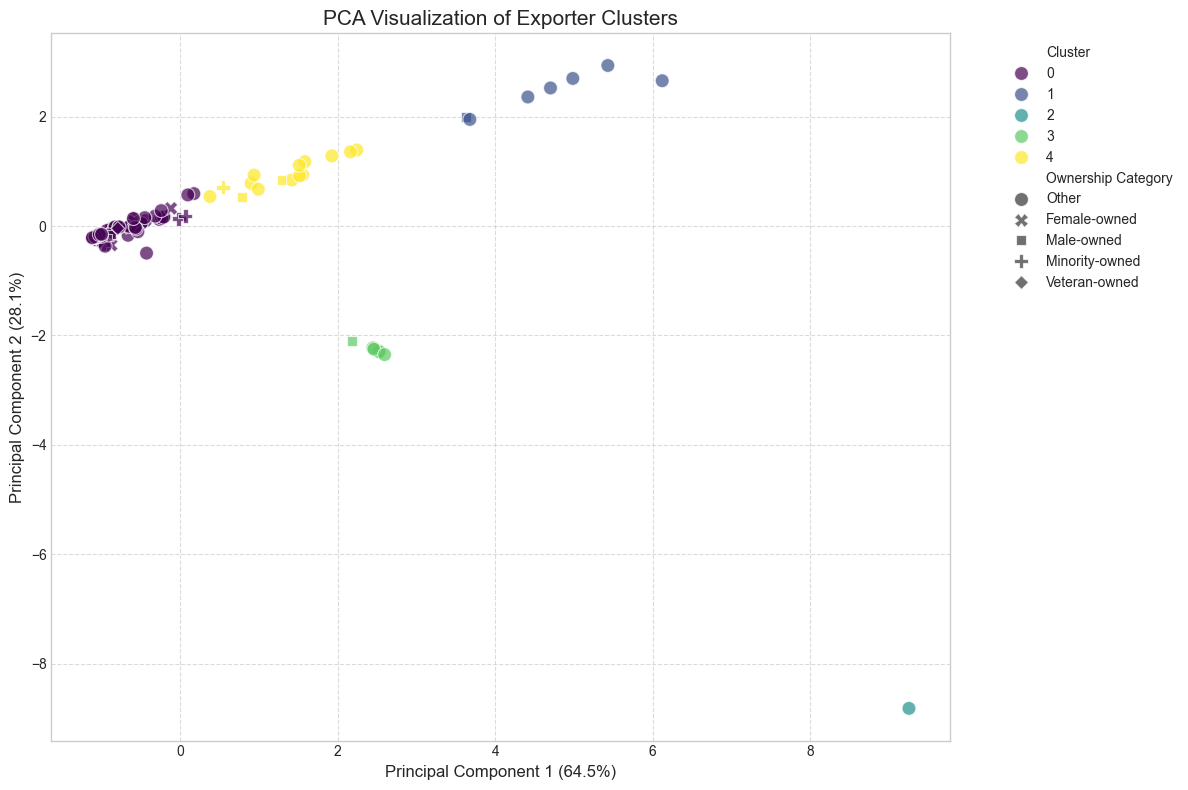 PCA Visualization of Exporter Clusters
Cluster
0
1
2
3
4
Ownership Category
Other
Female-owned
Male-owned
Minority-owned
Veteran-owned
Principal Component 2 (28.1%)
2
0
−2
−4
−6
−8
0 2 4 6 8
Principal Component 1 (64.5%)